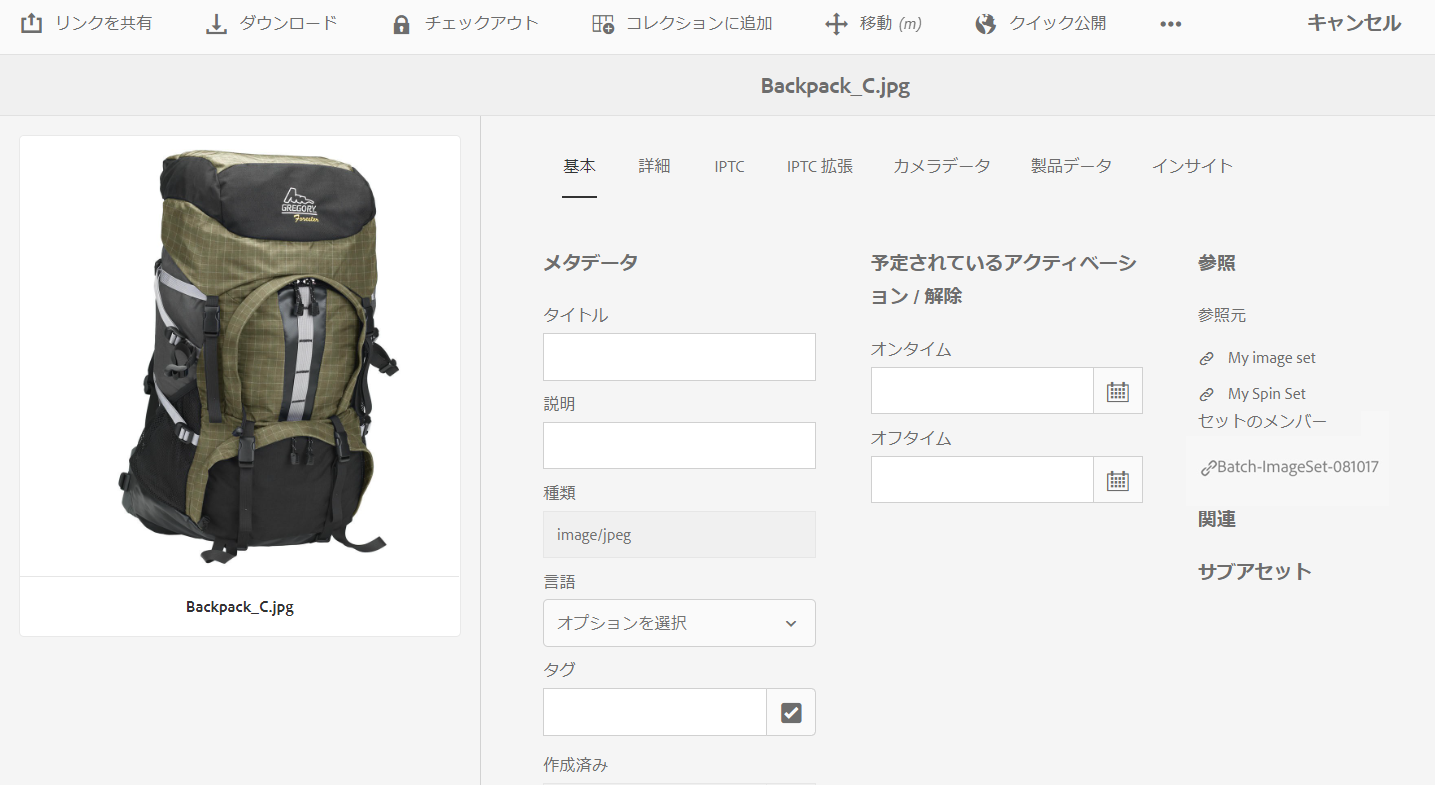 リンクを共有
ダウンロード
チェックアウト
コレクションに追加
移動 (m)
クイック公開
キャンセル
Backpack_C.jpg
GREGORY
Forester
Backpack_C.jpg
基本
詳細
IPTC
IPTC 拡張
カメラデータ
製品データ
インサイト
メタデータ
タイトル
説明
種類
image/jpeg
言語
オプションを選択
タグ
作成済み
予定されているアクティベーシ
ョン / 解除
オンタイム
オフタイム
参照
参照元
My image set
My Spin Set
セットのメンバー
Batch-ImageSet-081017
関連
サブアセット